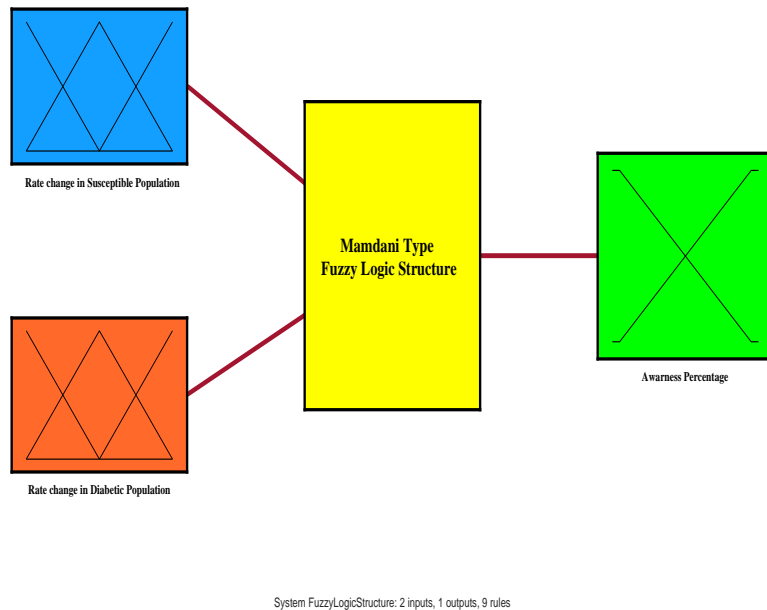 Rate change in Susceptible Population
Mamdani Type
Fuzzy Logic Structure
Awarness Percentage
Rate change in Diabetic Population
System FuzzyLogicStructure: 2 inputs, 1 outputs, 9 rules